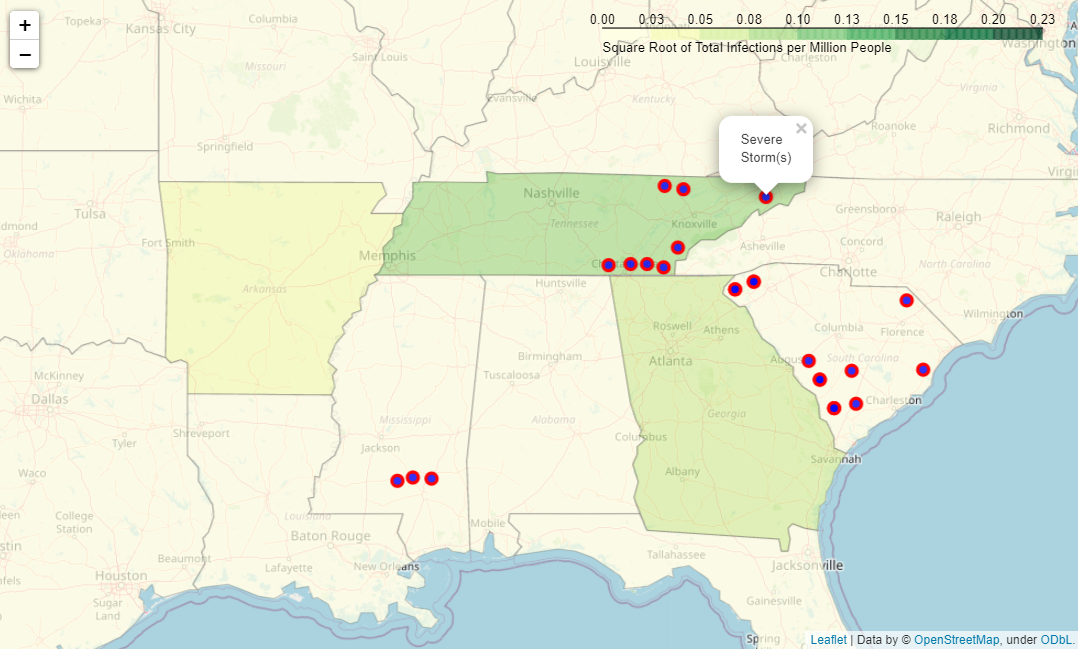 +
−
0.00 0.03 0.05 0.08 0.10 0.13 0.15 0.18 0.20 0.23
Square Root of Total Infections per Million People
Topeka
Kansas City
Columbia
Missouri
Saint Louis
Louisville
Charleston
Washington
Wichita
Evansville
Kentucky
Virginia
Roanoke
Richmond
Springfield
×
Severe
Storm(s)
Nashville
Tulsa
Tennessee
Knoxville
Greensboro
Raleigh
Oklahoma
Fort Smith
Memphis
Asheville
Concord
Charlotte
North Carolina
Arkansas
Huntsville
Wilmington
Roswell
Athens
Columbia
Florence
Birmingham
Atlanta
South Carolina
McKinney
Tuscaloosa
Dallas
Charleston
Mississippi
Alabama
Georgia
Shreveport
Tyler
Jackson
Columbus
Savannah
Waco
Albany
College
Station
Louisiana
Mobile
Baton Rouge
Beaumont
Lafayette
New Orleans
Tallahassee
Jacksonville
Houston
Sugar
Land
Gainesville
Spring
Leaflet | Data by © OpenStreetMap, under ODbL.